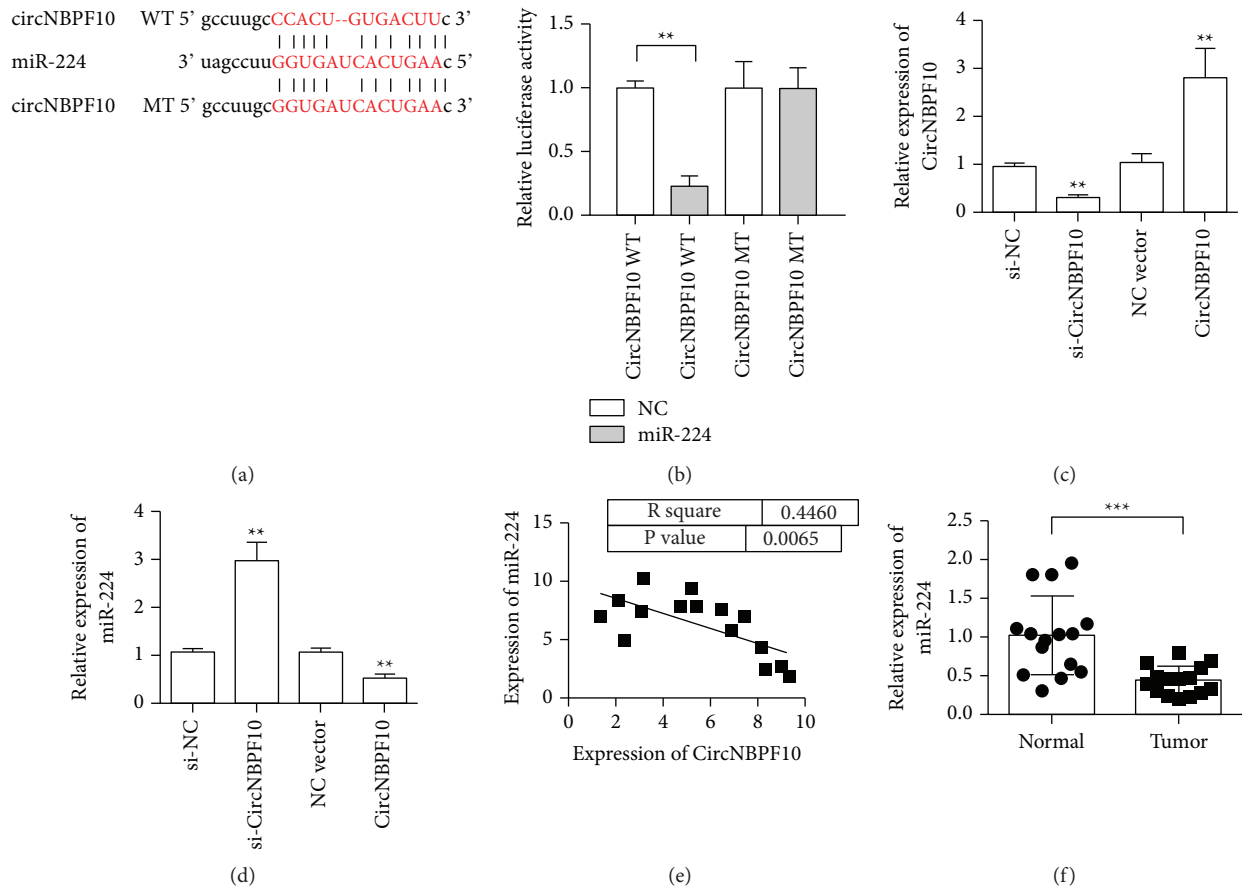 circNBPF10 WT 5’ gccuugcCCACU--GUGACUUc 3’
miR-224 3’ uagccuuGGUGAUCACUGAAc 5’
circNBPF10 MT 5’ gccuugcGGUGAUCACUGAAc 3’
(a)
Relative luciferase activity
1.5
1.0
0.5
0.0
**
CircNBPF10 WT
CircNBPF10 WT
CircNBPF10 MT
CircNBPF10 MT
NC
miR-224
(b)
Relative expression of
CircNBPF10
4
3
2
1
0
**
**
si-NC
si-CircNBPF10
NC vector
CircNBPF10
(c)
Relative expression of
miR-224
4
3
2
1
0
**
**
si-NC
si-CircNBPF10
NC vector
CircNBPF10
(d)
R square 0.4460
P value 0.0065
Expression of miR-224
15
10
5
0
0 2 4 6 8 10
Expression of CircNBPF10
(e)
Relative expression of
miR-224
2.5
2.0
1.5
1.0
0.5
0.0
***
Normal Tumor
(f)